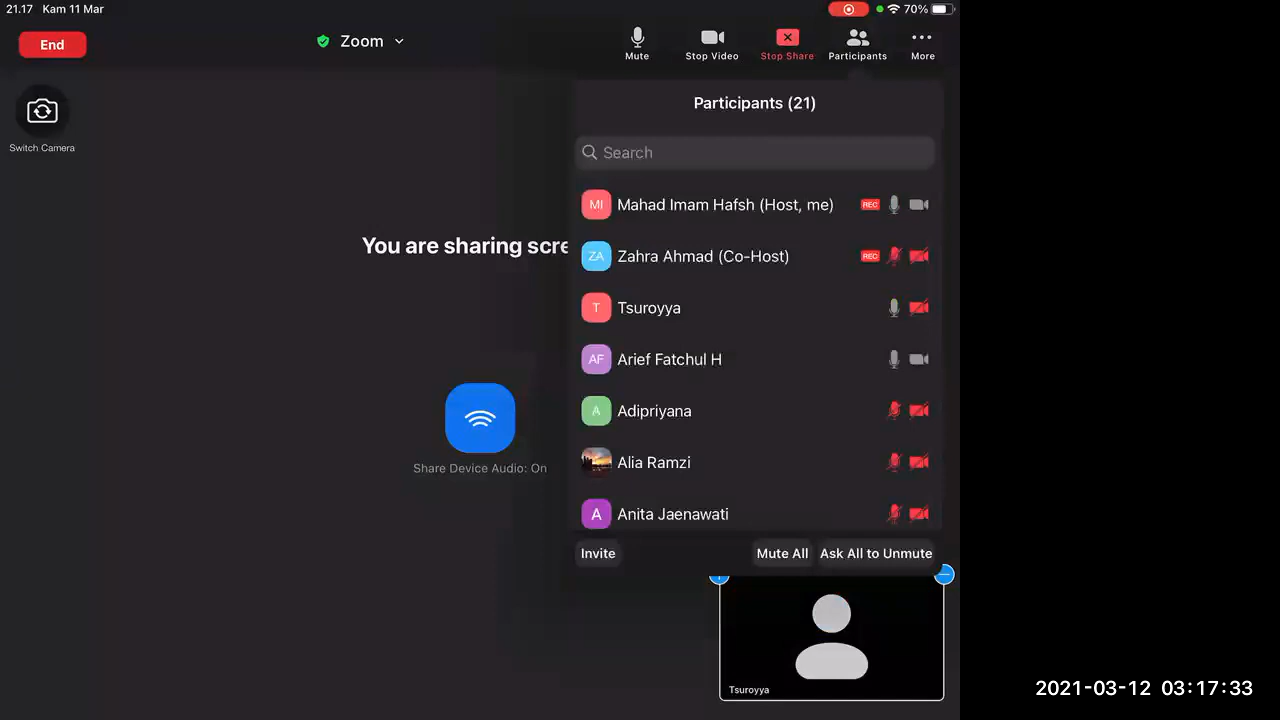 21.17 Kam 11 Mar
70%
End
Zoom
Mute
Stop Video
Stop Share
Participants
More
Switch Camera
Participants (21)
Search
MI Mahad Imam Hafsh (Host, me) REC
You are sharing scre
ZA Zahra Ahmad (Co-Host) REC
T Tsuroyya
AF Arief Fatchul H
A Adipriyana
Alia Ramzi
Share Device Audio: On
A Anita Jaenawati
Invite
Mute All
Ask All to Unmute
Tsuroyya
2021-03-12 03:17:33